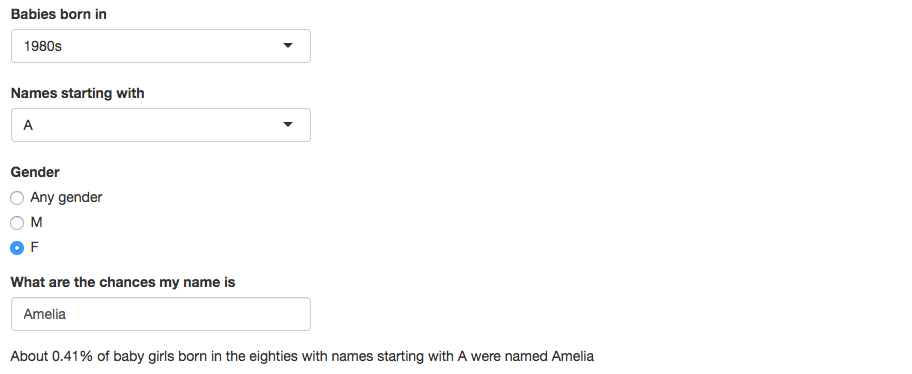 Babies born in
1980s
Names starting with
A
Gender
Any gender
M
F
What are the chances my name is
Amelia
About 0.41% of baby girls born in the eighties with names starting with A were named Amelia